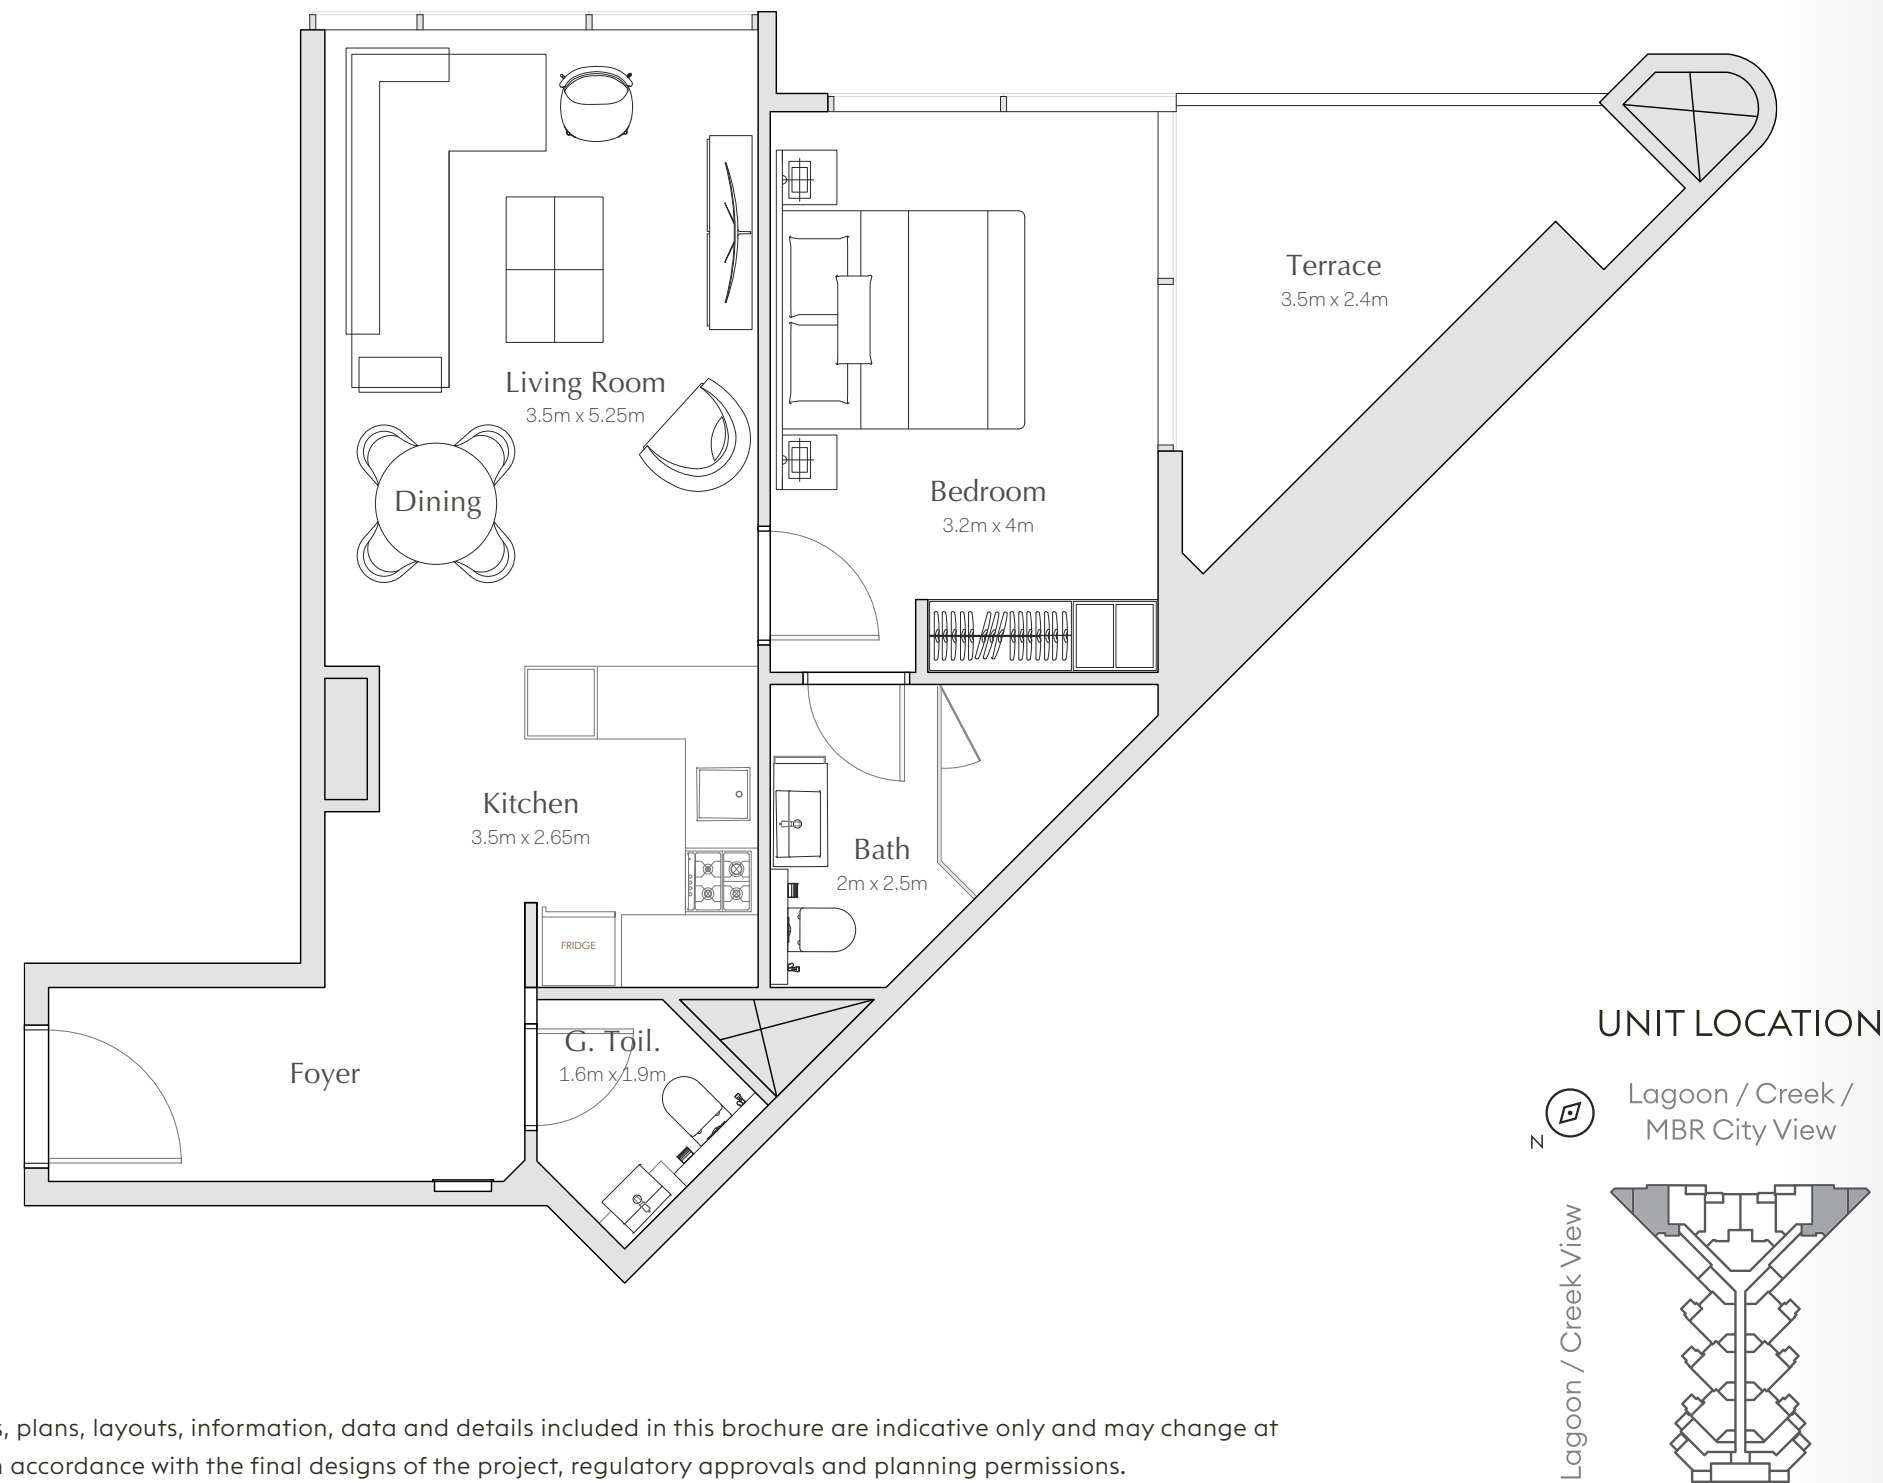 Living Room
3.5m x 5.25m
Dining
Bedroom
3.2m x 4m
Terrace
3.5m x 2.4m
Kitchen
3.5m x 2.65m
FRIDGE
Bath
2m x 2.5m
G. Toil.
1.6m x 1.9m
Foyer
UNIT LOCATION
N
Lagoon / Creek /
MBR City View
Lagoon / Creek View
, plans, layouts, information, data and details included in this brochure are indicative only and may change at
accordance with the final designs of the project, regulatory approvals and planning permissions.